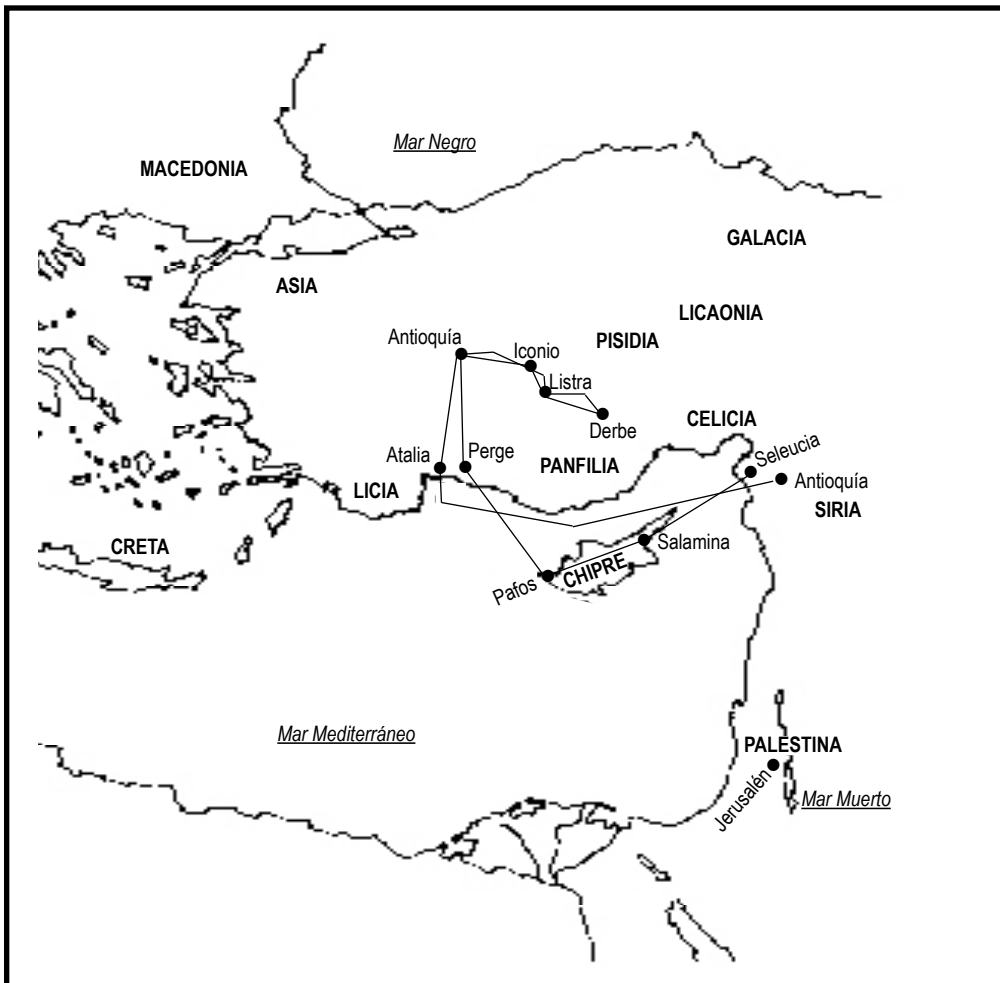 Mar Negro
MACEDONIA
GALACIA
ASIA
LICAONIA
Antioquía
Iconio
PISIDIA
Listra
Derbe
CELICIA
Atalia
Perge
PANFILIA
Seleucia
LICIA
Antioquía
SIRIA
CRETA
Salamina
CHIPRE
Pafos
Mar Mediterráneo
PALESTINA
Jerusalén
Mar Muerto